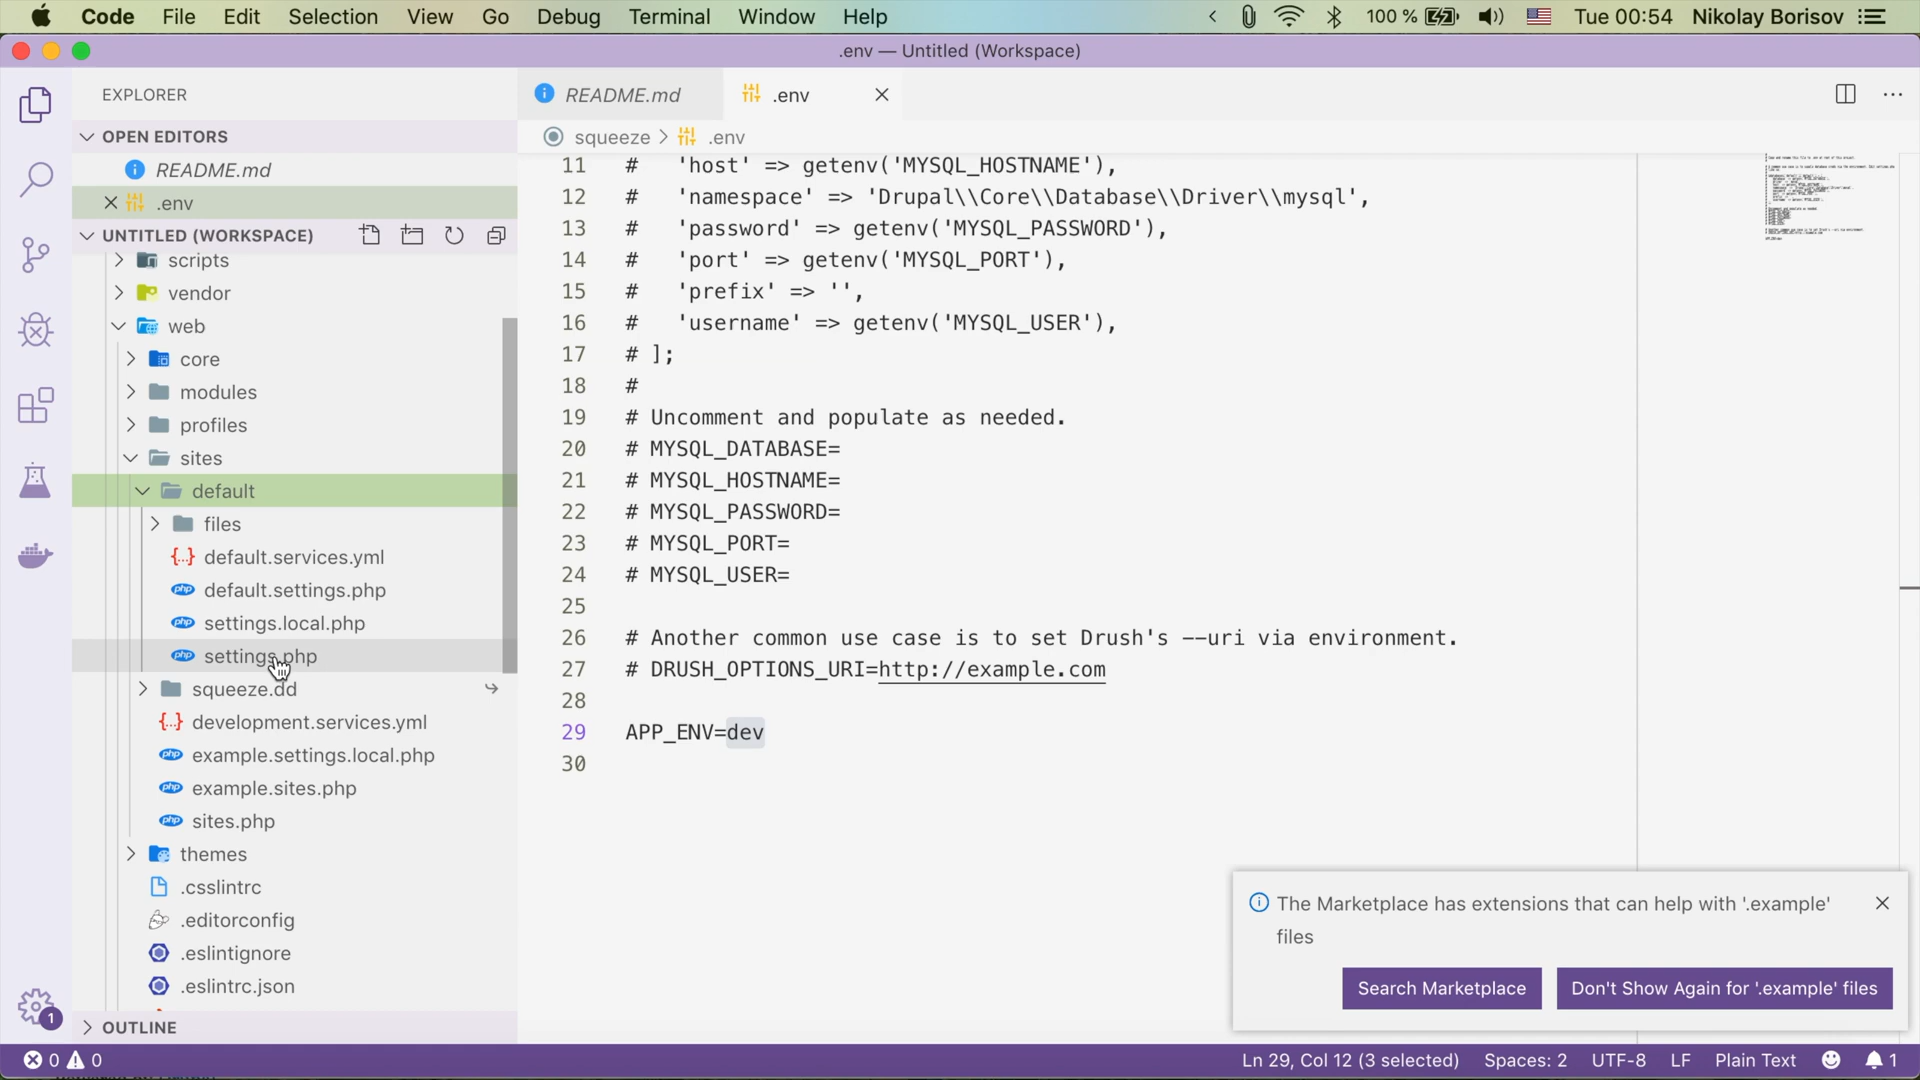 Code File Edit Selection View Go Debug Terminal Window Help 100 % Tue 00:54 Nikolay Borisov
.env — Untitled (Workspace)
EXPLORER
OPEN EDITORS
README.md
.env
UNTITLED (WORKSPACE)
scripts
vendor
web
core
modules
profiles
sites
default
files
default.services.yml
default.settings.php
settings.local.php
settings.php
squeeze.dd
development.services.yml
example.settings.local.php
example.sites.php
sites.php
themes
.csslintrc
.editorconfig
.eslintignore
.eslintrc.json
OUTLINE
README.md .env
squeeze > .env
11 #   'host' => getenv('MYSQL_HOSTNAME'),
12 #   'namespace' => 'Drupal\\Core\\Database\\Driver\\mysql',
13 #   'password' => getenv('MYSQL_PASSWORD'),
14 #   'port' => getenv('MYSQL_PORT'),
15 #   'prefix' => '',
16 #   'username' => getenv('MYSQL_USER'),
17 # ];
18 #
19 # Uncomment and populate as needed.
20 # MYSQL_DATABASE=
21 # MYSQL_HOSTNAME=
22 # MYSQL_PASSWORD=
23 # MYSQL_PORT=
24 # MYSQL_USER=
25
26 # Another common use case is to set Drush's --uri via environment.
27 # DRUSH_OPTIONS_URI=http://example.com
28
29 APP_ENV=dev
30
The Marketplace has extensions that can help with '.example'
files
Search Marketplace Don't Show Again for '.example' files
1
0 0 Ln 29, Col 12 (3 selected) Spaces: 2 UTF-8 LF Plain Text 1